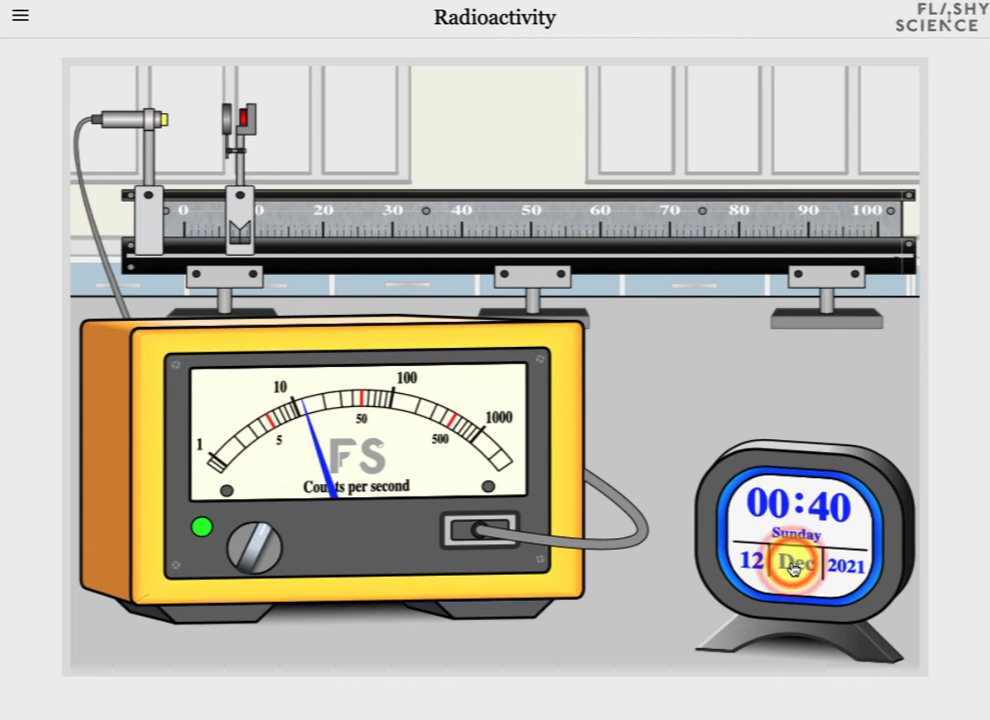 Radioactivity
FLASHY
SCIENCE
0 0 20 30 40 50 60 70 80 90 100
10 100
1 5 50 500 1000
FS
Counts per second
00:40
Sunday
12 Dec 2021